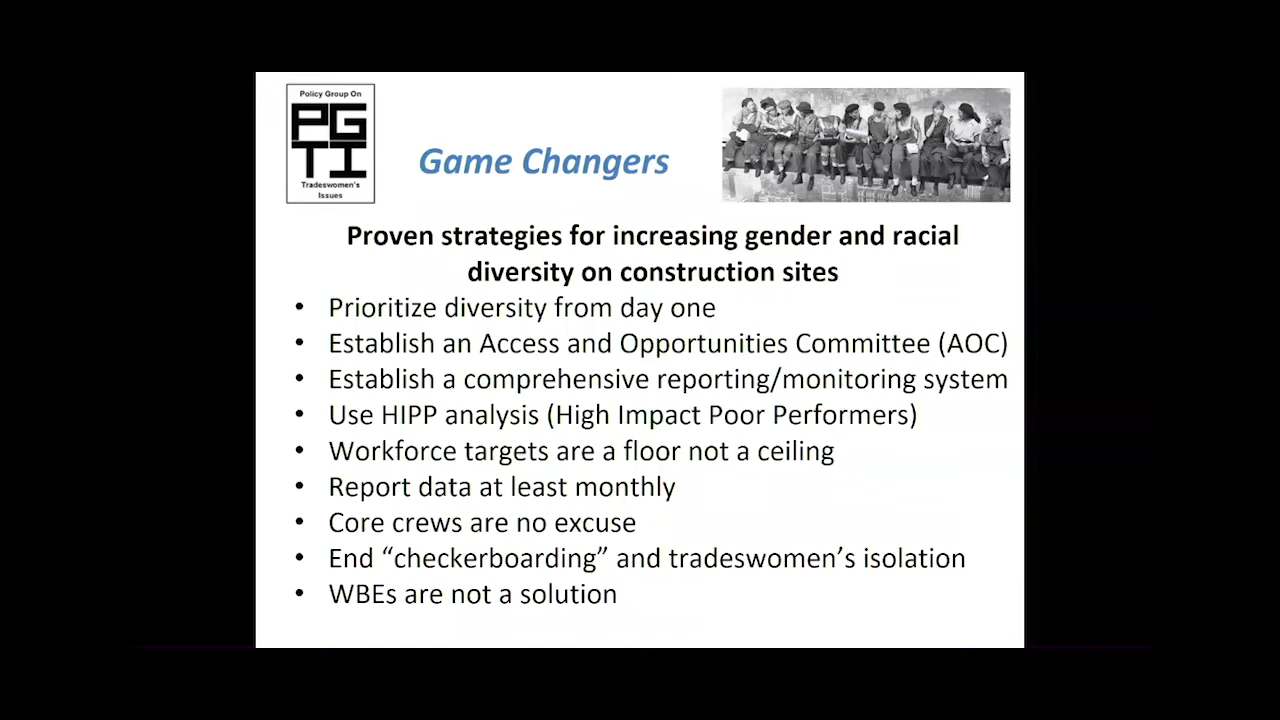 Policy Group On
PG
TI
Tradeswomen's
Issues
Game Changers
Proven strategies for increasing gender and racial
diversity on construction sites
• Prioritize diversity from day one
• Establish an Access and Opportunities Committee (AOC)
• Establish a comprehensive reporting/monitoring system
• Use HIPP analysis (High Impact Poor Performers)
• Workforce targets are a floor not a ceiling
• Report data at least monthly
• Core crews are no excuse
• End “checkerboarding” and tradeswomen’s isolation
• WBEs are not a solution